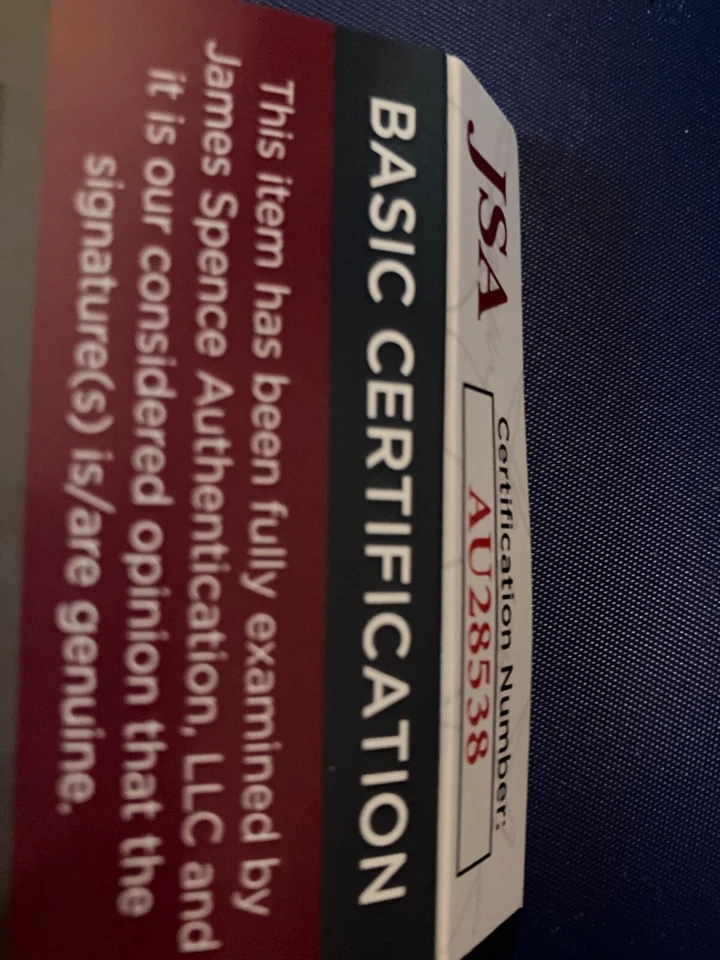 JSA
Certification Number:
AU28538
BASIC CERTIFICATION
This item has been fully examined by
James Spence Authentication, LLC and
it is our considered opinion that the
signature(s) is/are genuine.